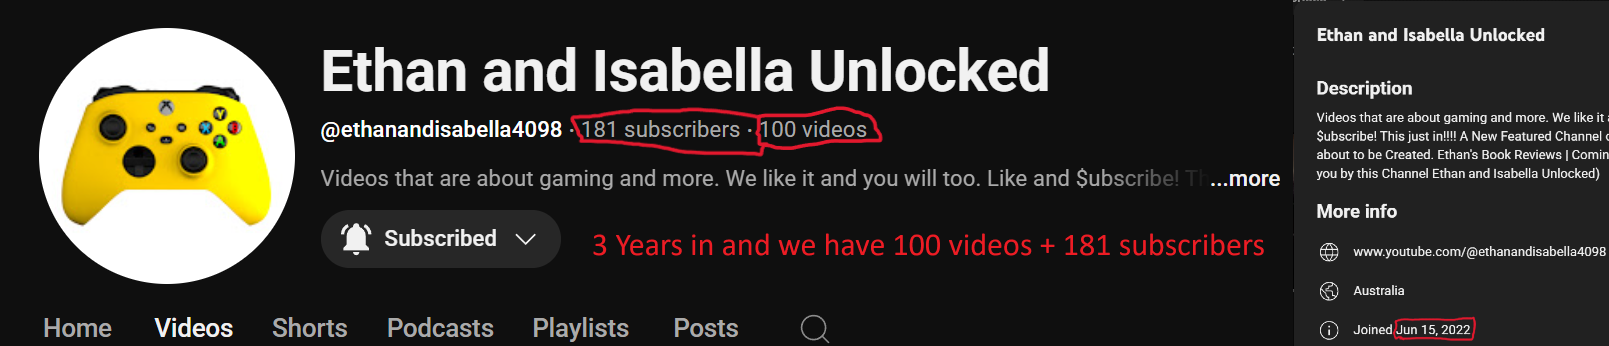 Ethan and Isabella Unlocked
@ethanandisabella4098 · 181 subscribers · 100 videos
Videos that are about gaming and more. We like it and you will too. Like and $ubscribe! Th ...more
Subscribed
3 Years in and we have 100 videos + 181 subscribers
Home Videos Shorts Podcasts Playlists Posts
Ethan and Isabella Unlocked
Description
Videos that are about gaming and more. We like it
$ubscribe! This just in!!!! A New Featured Channel
about to be Created. Ethan's Book Reviews | Comin
you by this Channel Ethan and Isabella Unlocked)
More info
www.youtube.com/@ethanandisabella4098
Australia
Joined Jun 15, 2022